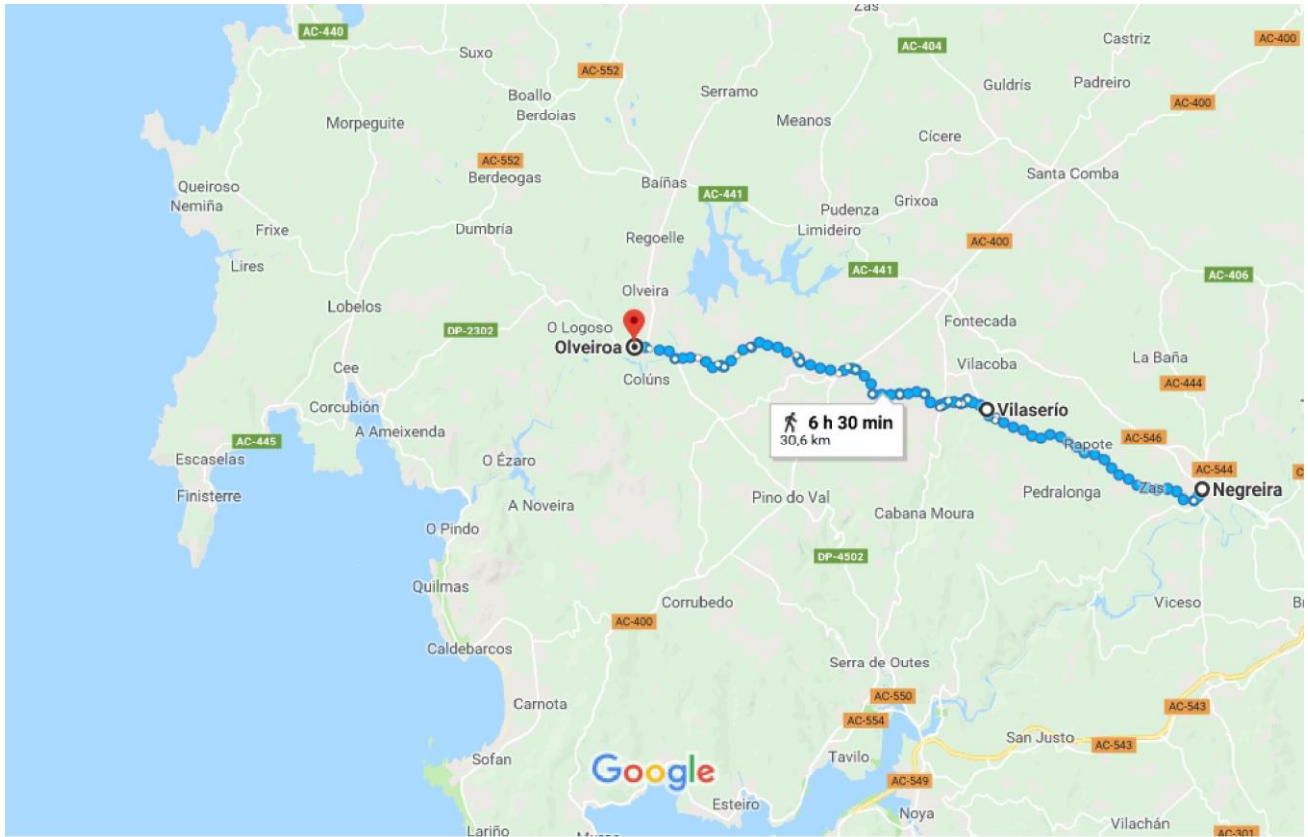 Zas
AC-440
AC-404
Castriz
AC-400
Suxo
AC-552
Guldrís
Padreiro
Boallo
Serramo
AC-400
Berdoias
Meanos
Morpeguite
Cícere
AC-552
Santa Comba
Berdeogas
Baíñas
Queiroso
AC-441
Grixoa
Nemiña
Pudenza
Frixe
Dumbría
Regoelle
Limideiro
AC-400
Lires
AC-441
AC-406
Olveira
Lobelos
O Logoso
Fontecada
DP-2302
Olveiroa
La Baña
Cee
Colúns
Vilacoba
AC-444
Corcubión
Vilaserío
A Ameixenda
6 h 30 min
30,6 km
AC-445
AC-546
Rapote
Escaselas
O Ézaro
AC-544
Finisterre
Pino do Val
Pedralonga
Zas
Negreira
A Noveira
Cabana Moura
O Pindo
DP-4502
Quilmas
Corrubedo
Viceso
AC-400
Caldebarcos
Serra de Outes
AC-550
Carnota
AC-554
AC-543
San Justo
AC-543
Sofan
Google
Tavilo
AC-549
Esteiro
Noya
Vilachán
Lariño
AC-301